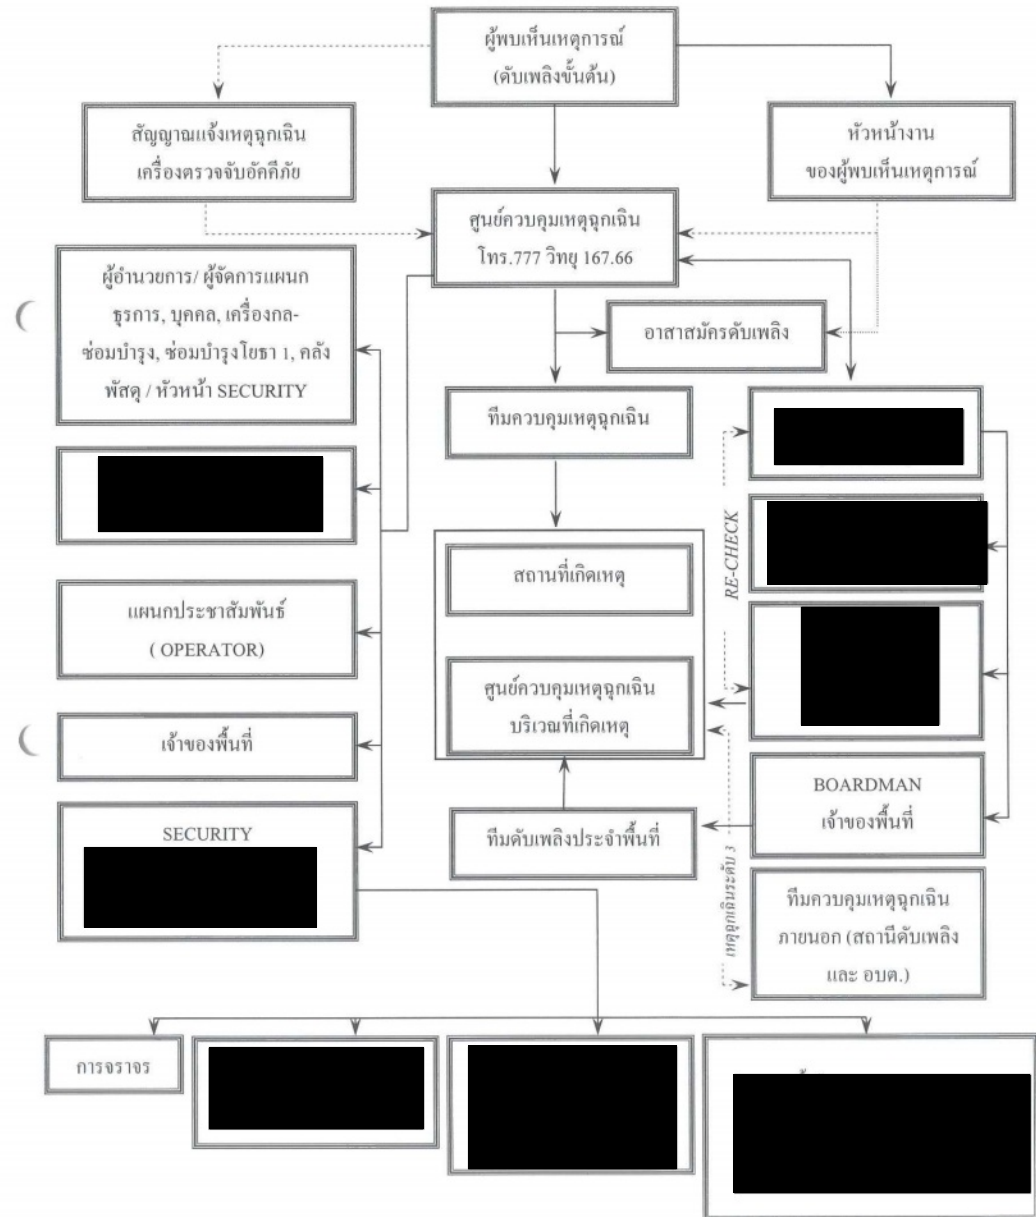 ผู้พบเห็นเหตุการณ์
(ดับเพลิงขั้นต้น)
สัญญาณแจ้งเหตุฉุกเฉิน
เครื่องตรวจจับอัคคีภัย
หัวหน้างาน
ของผู้พบเห็นเหตุการณ์
ศูนย์ควบคุมเหตุฉุกเฉิน
โทร.777 วิทยุ 167.66
ผู้อำนวยการ/ ผู้จัดการแผนก
ธุรการ, บุคคล, เครื่องกล-
ซ่อมบำรุง, ซ่อมบำรุงโยธา 1, คลัง
พัสดุ / หัวหน้า SECURITY
อาสาสมัครดับเพลิง
ทีมควบคุมเหตุฉุกเฉิน
RE-CHECK
สถานที่เกิดเหตุ
แผนกประชาสัมพันธ์
( OPERATOR)
ศูนย์ควบคุมเหตุฉุกเฉิน
บริเวณที่เกิดเหตุ
เจ้าของพื้นที่
BOARDMAN
เจ้าของพื้นที่
SECURITY
ทีมดับเพลิงประจำพื้นที่
เหตุฉุกเฉินระดับ 3
ทีมควบคุมเหตุฉุกเฉิน
ภายนอก (สถานีดับเพลิง
และ อบต.)
การจราจร